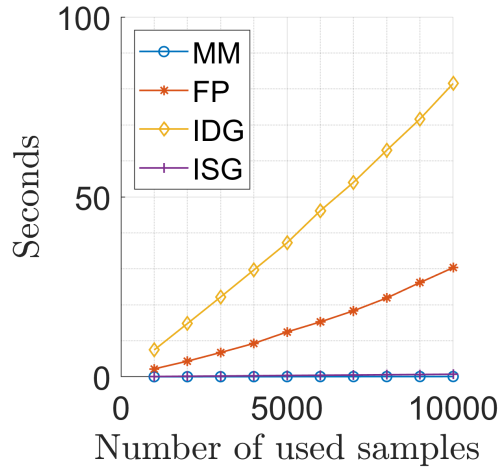 100
MM
FP
IDG
ISG
Seconds
50
0
0 5000 10000
Number of used samples